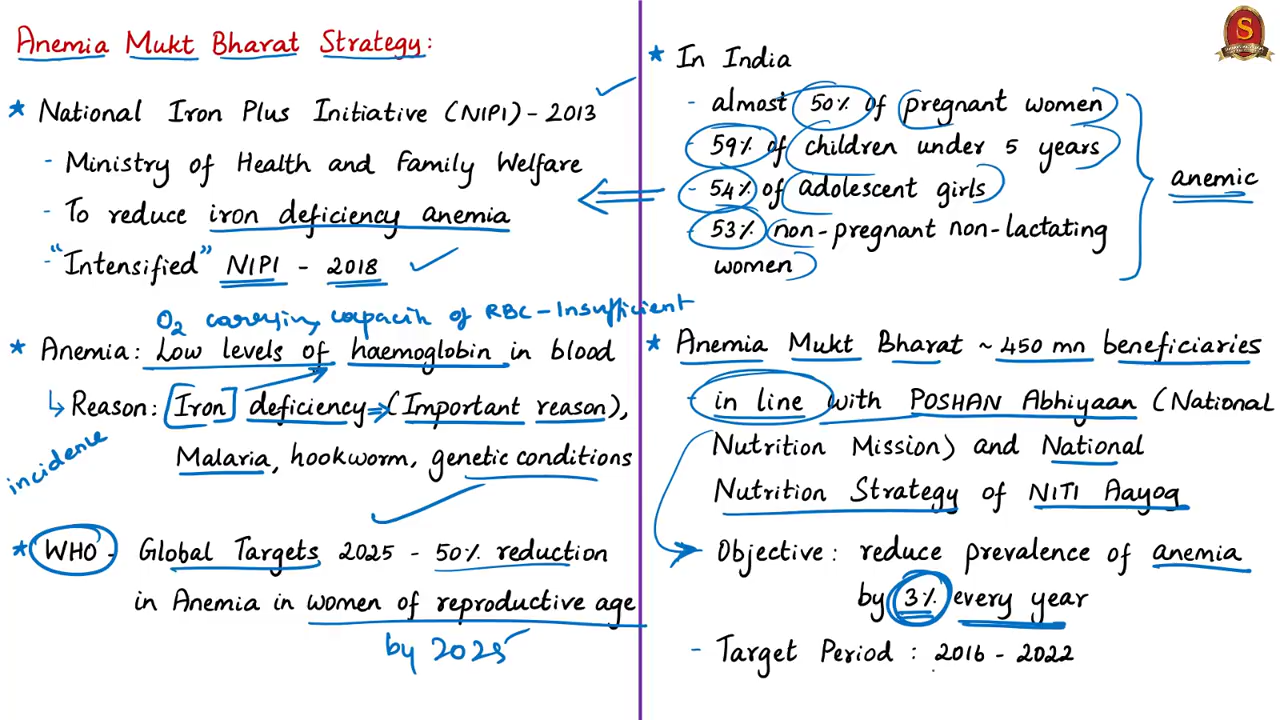 Anemia Mukt Bharat Strategy:
* National Iron Plus Initiative (NIPI) - 2013
- Ministry of Health and Family Welfare
- To reduce iron deficiency anemia
- "Intensified" NIPI - 2018
O2 carrying capacity of RBC - Insufficient
* Anemia: Low levels of haemoglobin in blood
↳ Reason: [Iron] deficiency ⇒ (Important reason),
Malaria, hookworm, genetic conditions
incidence
* WHO - Global Targets 2025 - 50% reduction
in Anemia in women of reproductive age
by 2025
* In India
- almost 50% of pregnant women
- 59% of children under 5 years
- 54% of adolescent girls
- 53% non-pregnant non-lactating
women
anemic
* Anemia Mukt Bharat ~ 450 mn beneficiaries
- in line with POSHAN Abhiyaan (National
Nutrition Mission) and National
Nutrition Strategy of NITI Aayog
- Objective: reduce prevalence of anemia
by 3% every year
- Target Period : 2016 - 2022
S